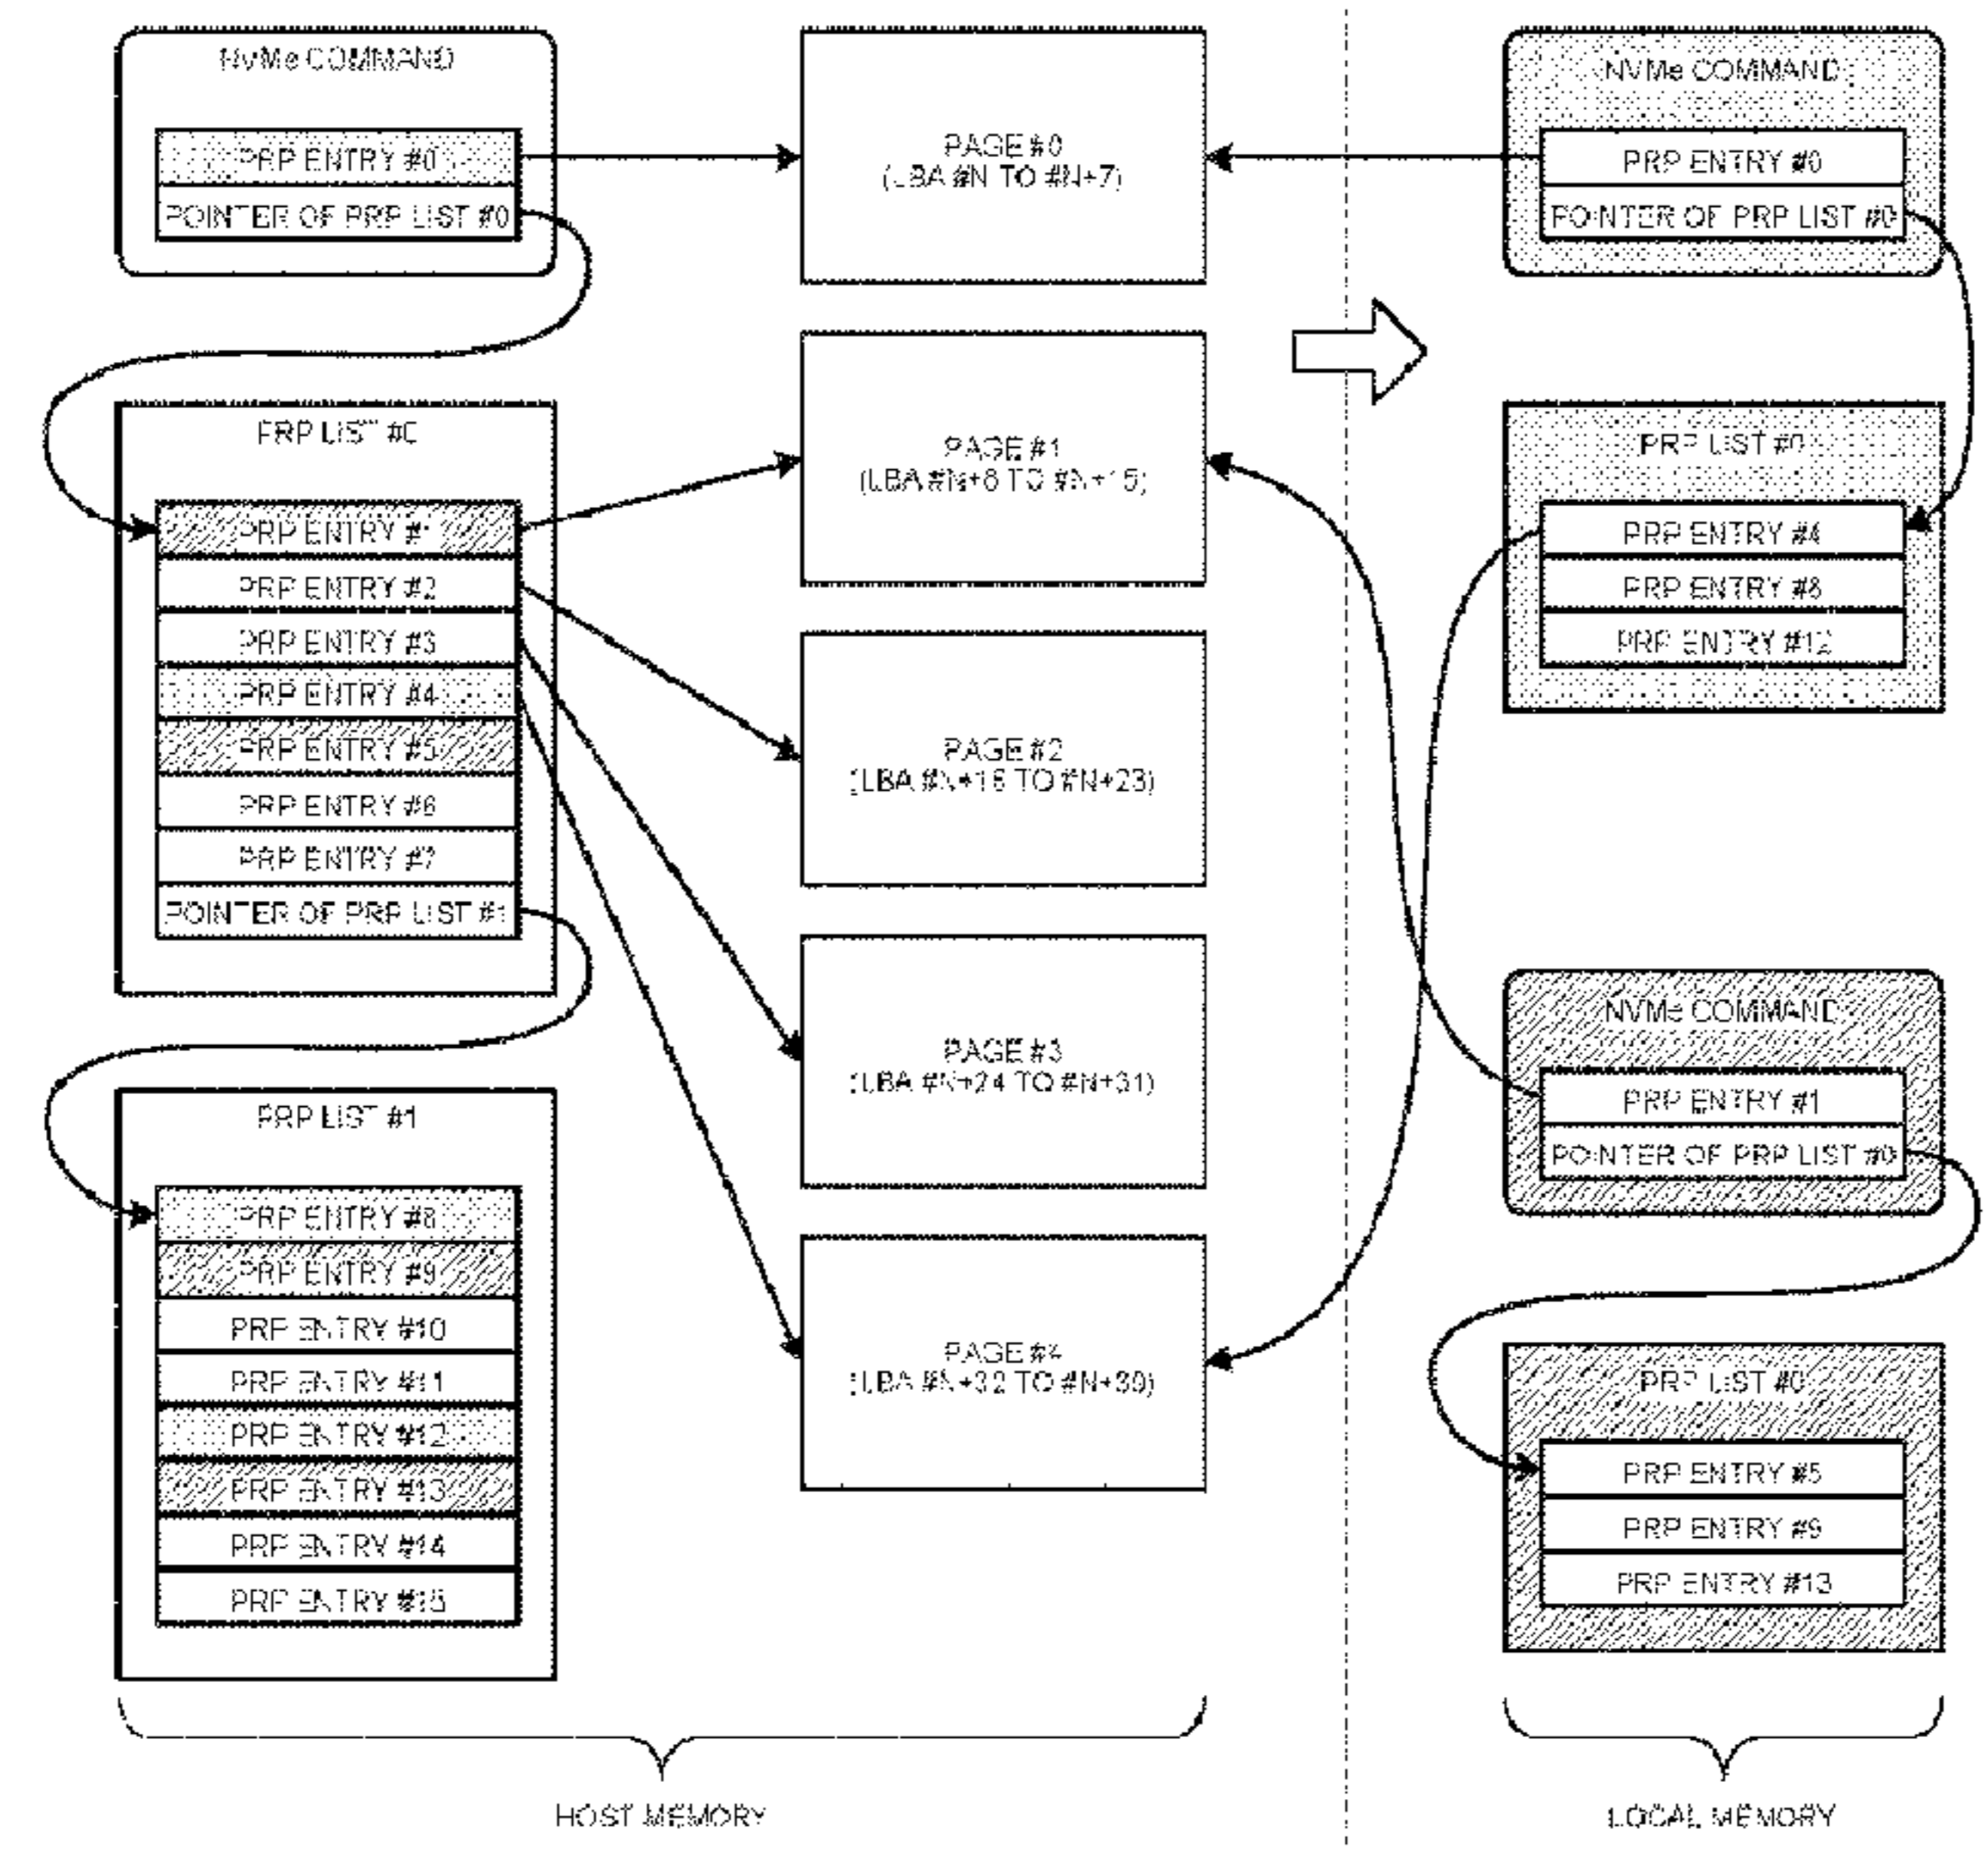 NVMe COMMAND
PRP ENTRY #0
POINTER OF PRP LIST #0
PRP LIST #0
PRP ENTRY #1
PRP ENTRY #2
PRP ENTRY #3
PRP ENTRY #4
PRP ENTRY #5
PRP ENTRY #6
PRP ENTRY #7
POINTER OF PRP LIST #1
PRP LIST #1
PRP ENTRY #8
PRP ENTRY #9
PRP ENTRY #10
PRP ENTRY #11
PRP ENTRY #12
PRP ENTRY #13
PRP ENTRY #14
PRP ENTRY #15
PAGE #0
(LBA #N TO #N+7)
PAGE #1
(LBA #N+8 TO #N+15)
PAGE #2
(LBA #N+16 TO #N+23)
PAGE #3
(LBA #N+24 TO #N+31)
PAGE #4
(LBA #N+32 TO #N+39)
HOST MEMORY
NVMe COMMAND
PRP ENTRY #0
POINTER OF PRP LIST #0
PRP LIST #0
PRP ENTRY #4
PRP ENTRY #8
PRP ENTRY #12
NVMe COMMAND
PRP ENTRY #1
POINTER OF PRP LIST #0
PRP LIST #0
PRP ENTRY #5
PRP ENTRY #9
PRP ENTRY #13
LOCAL MEMORY